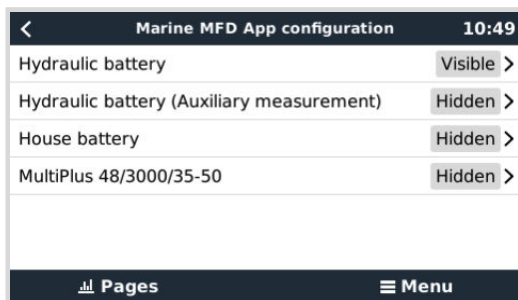 Marine MFD App configuration 10:49
Hydraulic battery Visible
Hydraulic battery (Auxiliary measurement) Hidden
House battery Hidden
MultiPlus 48/3000/35-50 Hidden
Pages Menu